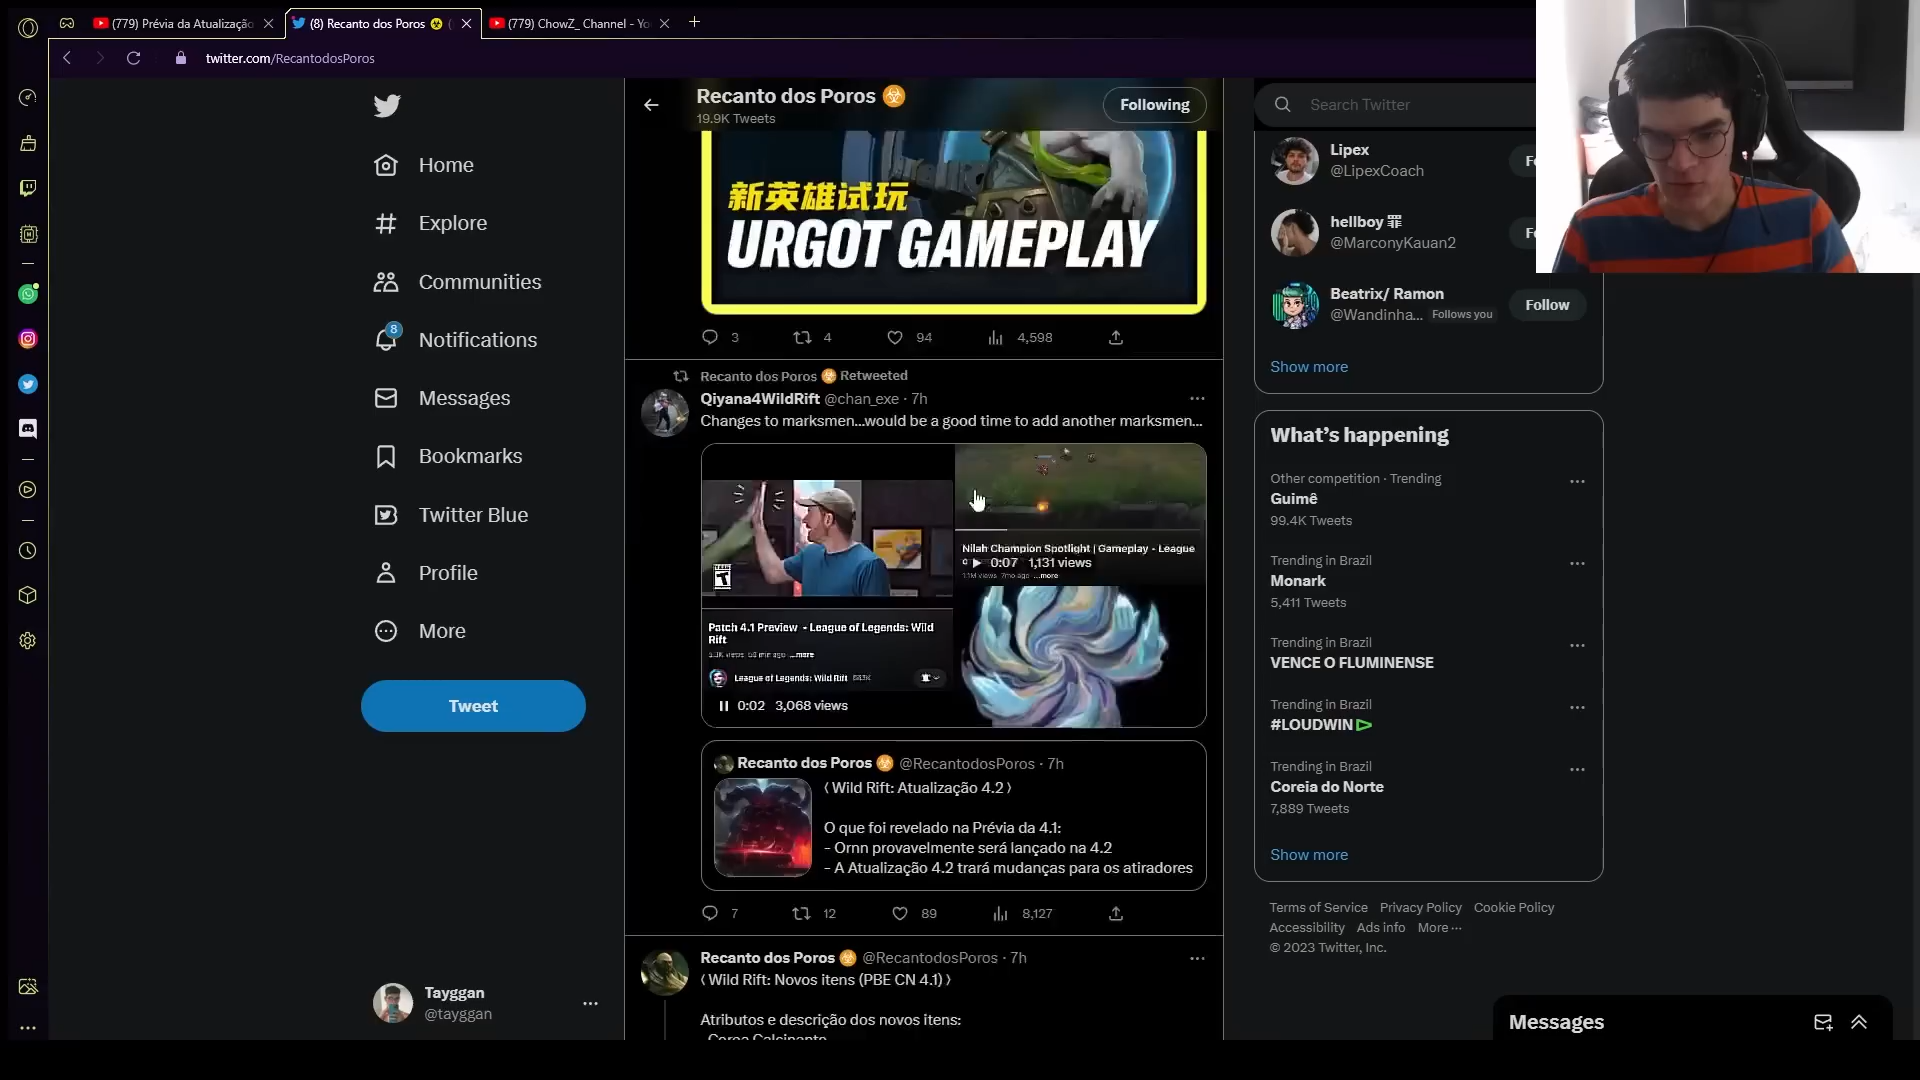 (779) Prévia da Atualização
(8) Recanto dos Poros
(779) ChowZ_ Channel - Yo
twitter.com/RecantodosPoros
Home
Explore
Communities
8
Notifications
Messages
Bookmarks
Twitter Blue
Profile
More
Tweet
Tayggan
@tayggan
Recanto dos Poros
19.9K Tweets
Following
新英雄试玩
URGOT GAMEPLAY
3 4 94 4,598
Recanto dos Poros Retweeted
Qiyana4WildRift @chan_exe · 7h
Changes to marksmen...would be a good time to add another marksmen...
Patch 4.1 Preview - League of Legends: Wild
Rift
...more
League of Legends: Wild Rift
0:02 3,068 views
Nilah Champion Spotlight | Gameplay - League
0:07 1,131 views
1.1M views 7mo ago ...more
Recanto dos Poros @RecantodosPoros · 7h
⟨ Wild Rift: Atualização 4.2 ⟩
O que foi revelado na Prévia da 4.1:
- Ornn provavelmente será lançado na 4.2
- A Atualização 4.2 trará mudanças para os atiradores
7 12 89 8,127
Recanto dos Poros @RecantodosPoros · 7h
⟨ Wild Rift: Novos itens (PBE CN 4.1) ⟩
Atributos e descrição dos novos itens:
Search Twitter
Lipex
@LipexCoach
hellboy 罪
@MarconyKauan2
Beatrix/ Ramon
@Wandinha... Follows you
Follow
Show more
What's happening
Other competition · Trending
Guimê
99.4K Tweets
Trending in Brazil
Monark
5,411 Tweets
Trending in Brazil
VENCE O FLUMINENSE
Trending in Brazil
#LOUDWIN
Trending in Brazil
Coreia do Norte
7,889 Tweets
Show more
Terms of Service Privacy Policy Cookie Policy
Accessibility Ads info More ···
© 2023 Twitter, Inc.
Messages